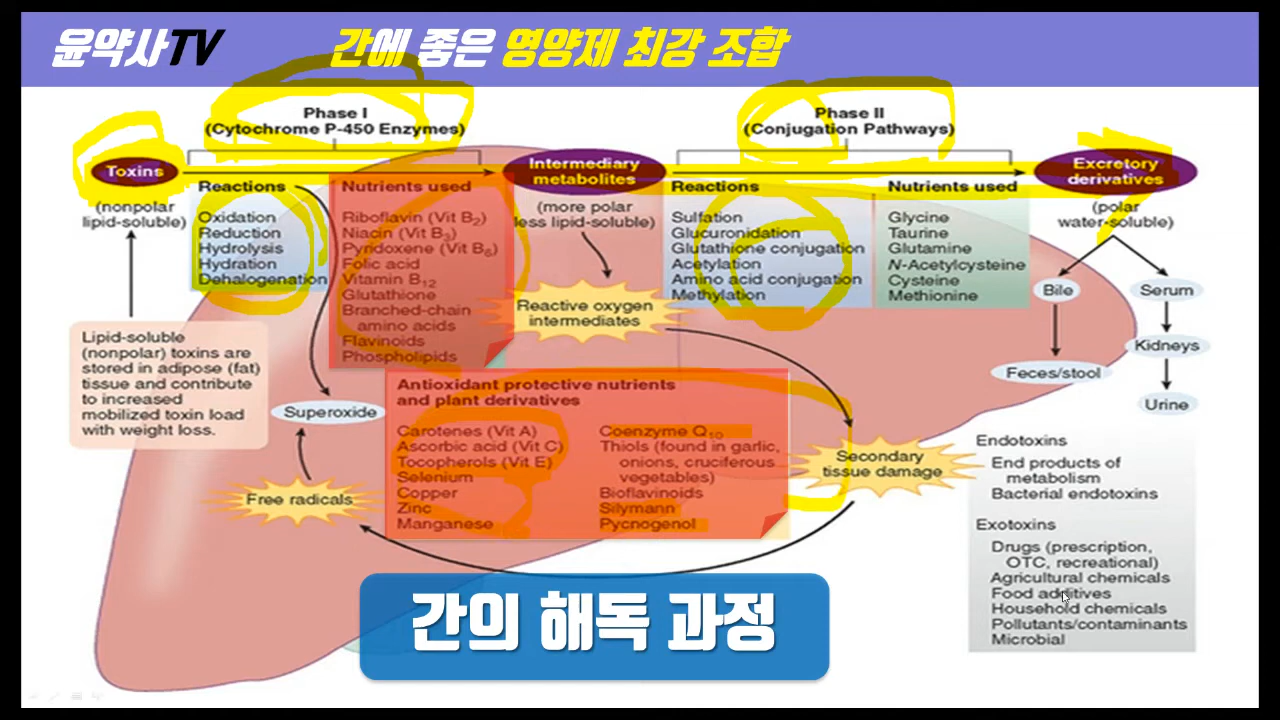 윤약사TV
간에 좋은 영양제 최강 조합
Phase I
(Cytochrome P-450 Enzymes)
Phase II
(Conjugation Pathways)
Toxins
Intermediary
metabolites
Excretory
derivatives
(nonpolar
lipid-soluble)
Reactions
Oxidation
Reduction
Hydrolysis
Hydration
Dehalogenation
Nutrients used
Riboflavin (Vit B2)
Niacin (Vit B3)
Pyridoxene (Vit B6)
Folic acid
Vitamin B12
Glutathione
Branched-chain
amino acids
Flavinoids
Phospholipids
(more polar
less lipid-soluble)
Reactive oxygen
intermediates
Reactions
Sulfation
Glucuronidation
Glutathione conjugation
Acetylation
Amino acid conjugation
Methylation
Nutrients used
Glycine
Taurine
Glutamine
N-Acetylcysteine
Cysteine
Methionine
(polar
water-soluble)
Bile
Serum
Kidneys
Feces/stool
Urine
Lipid-soluble
(nonpolar) toxins are
stored in adipose (fat)
tissue and contribute
to increased
mobilized toxin load
with weight loss.
Superoxide
Free radicals
Antioxidant protective nutrients
and plant derivatives
Carotenes (Vit A)
Ascorbic acid (Vit C)
Tocopherols (Vit E)
Selenium
Copper
Zinc
Manganese
Coenzyme Q10
Thiols (found in garlic,
onions, cruciferous
vegetables)
Bioflavinoids
Silymann
Pycnogenol
Secondary
tissue damage
Endotoxins
End products of
metabolism
Bacterial endotoxins
Exotoxins
Drugs (prescription,
OTC, recreational)
Agricultural chemicals
Food additives
Household chemicals
Pollutants/contaminants
Microbial
간의 해독 과정